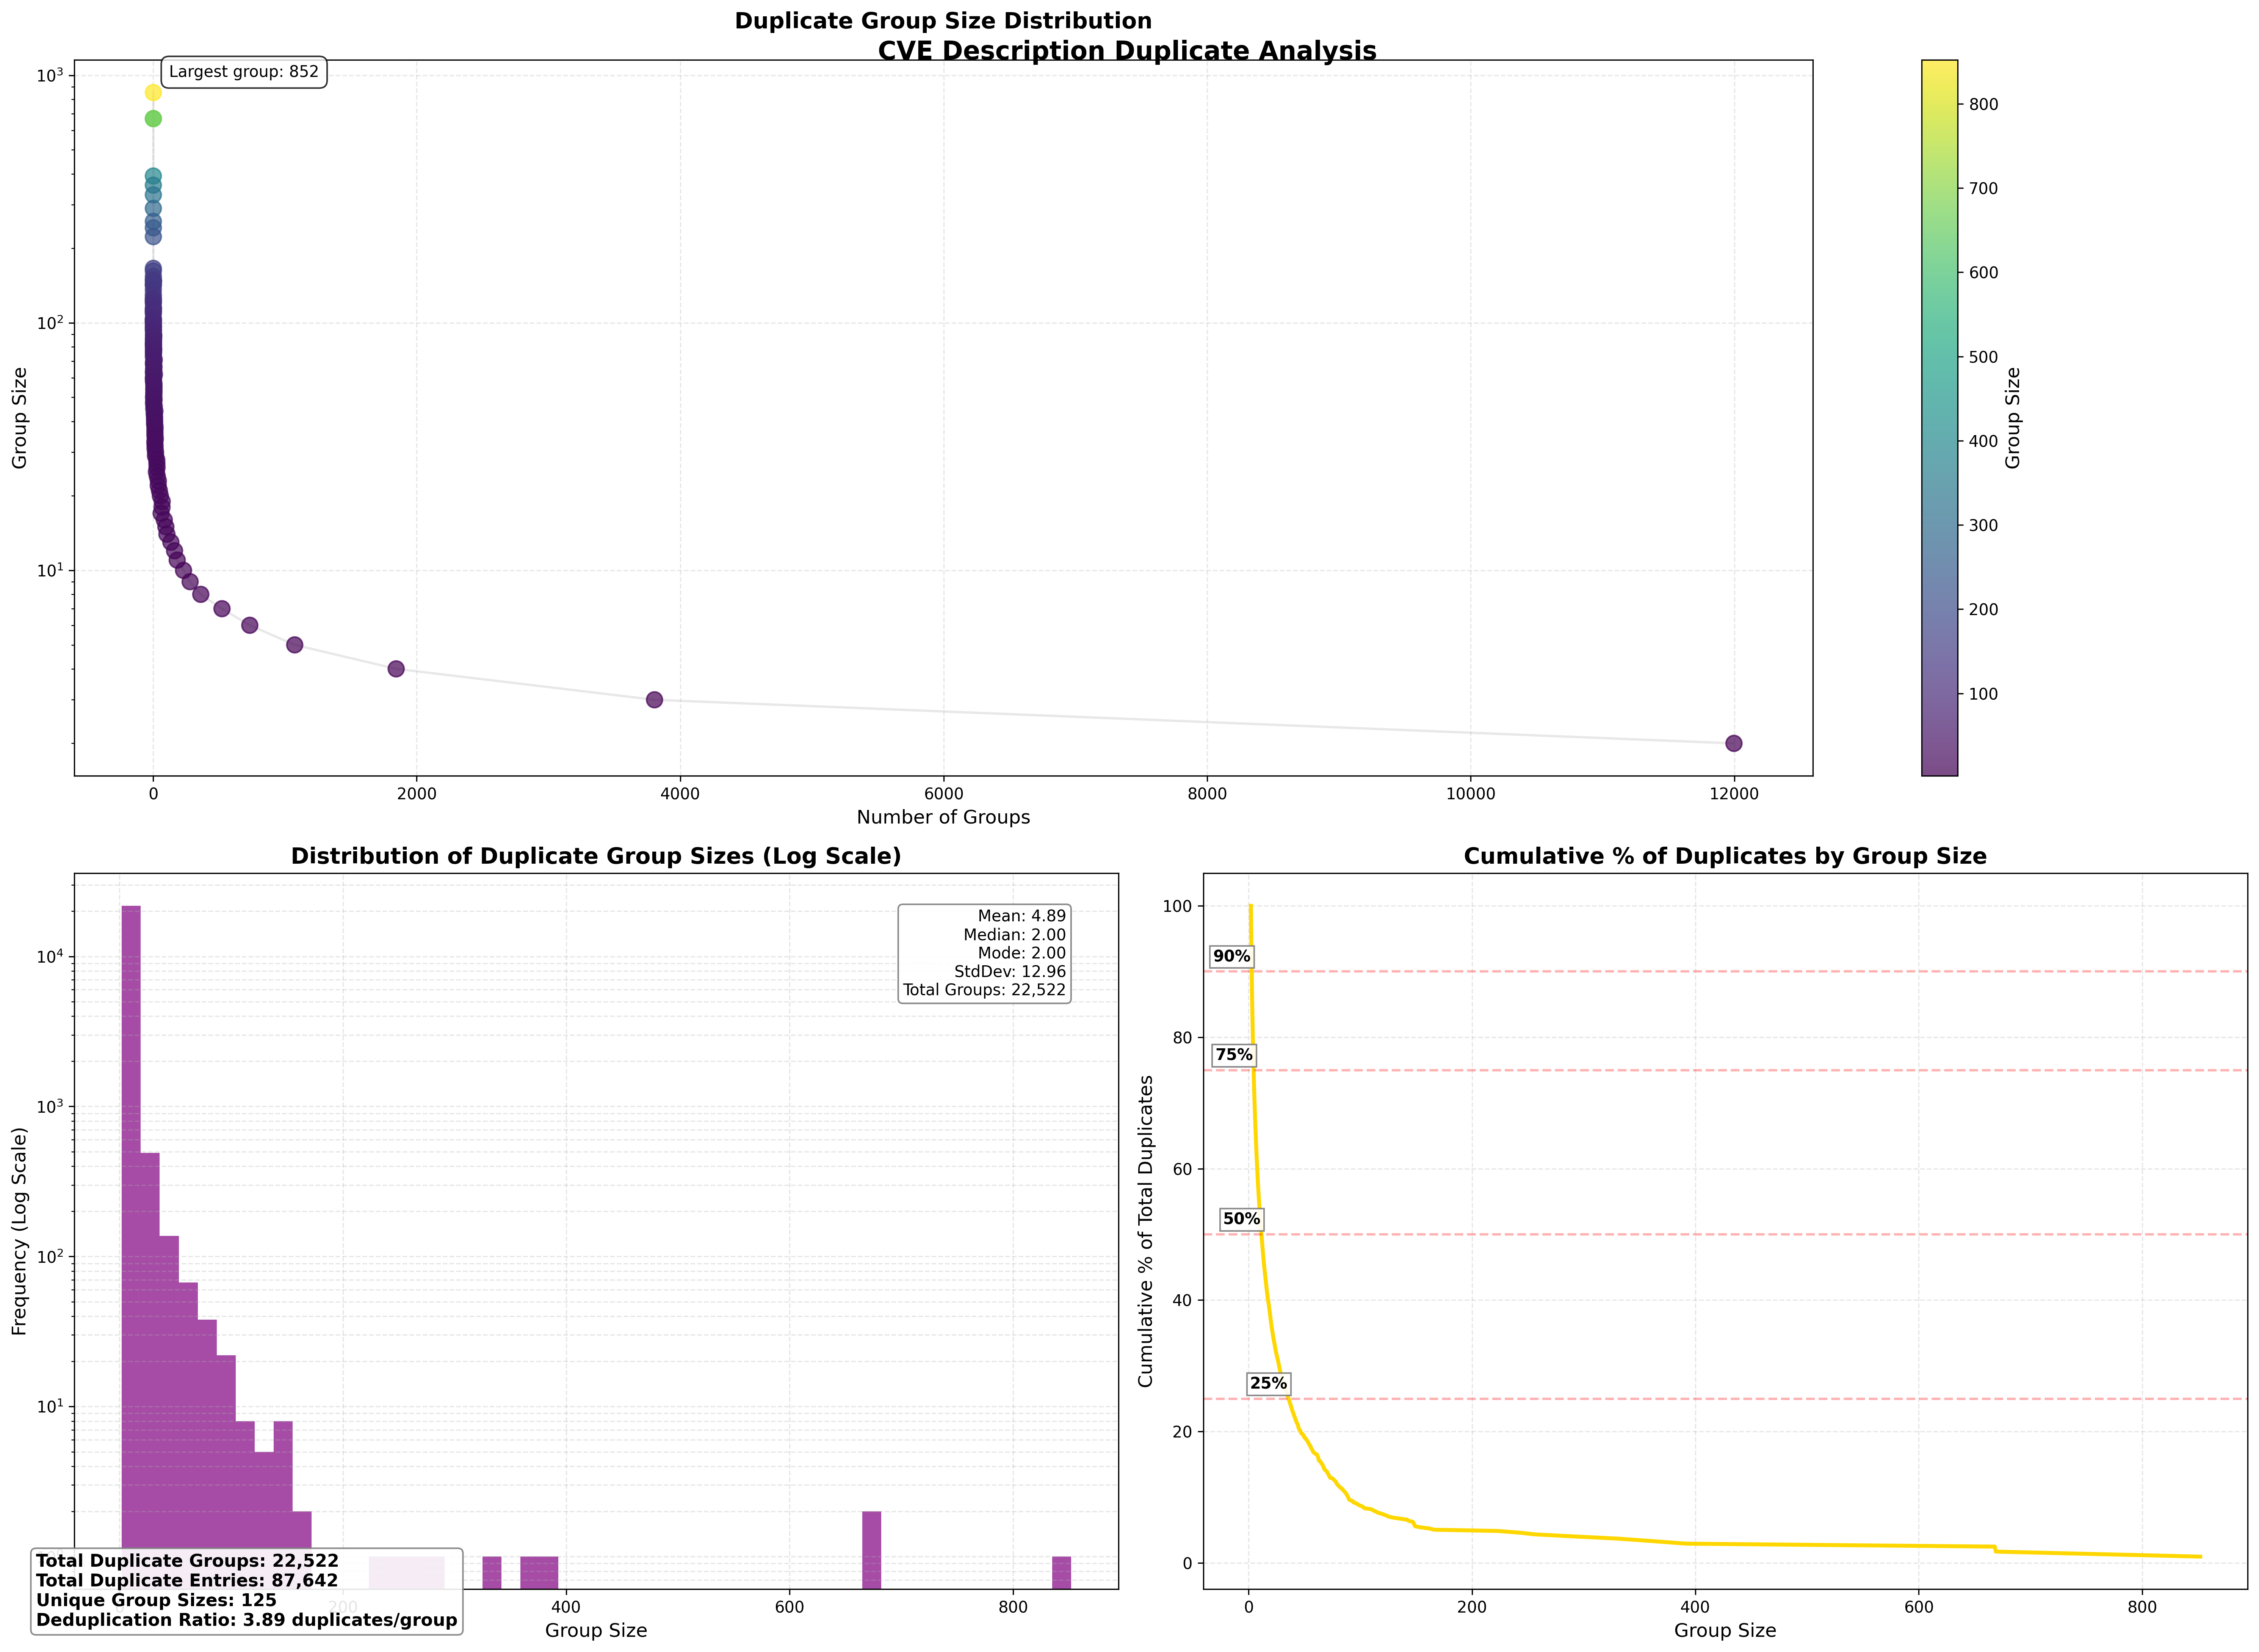 Duplicate Group Size Distribution
CVE Description Duplicate Analysis
Largest group: 852
10³
10²
10¹
Group Size
0
2000
4000
6000
8000
10000
12000
Number of Groups
800
700
600
500
400
300
200
100
Group Size
Distribution of Duplicate Group Sizes (Log Scale)
Mean: 4.89
Median: 2.00
Mode: 2.00
StdDev: 12.96
Total Groups: 22,522
10⁴
10³
10²
10¹
Frequency (Log Scale)
Total Duplicate Groups: 22,522
Total Duplicate Entries: 87,642
Unique Group Sizes: 125
Deduplication Ratio: 3.89 duplicates/group
200
400
600
800
Group Size
Cumulative % of Duplicates by Group Size
100
80
60
40
20
0
90%
75%
50%
25%
Cumulative % of Total Duplicates
0
200
400
600
800
Group Size